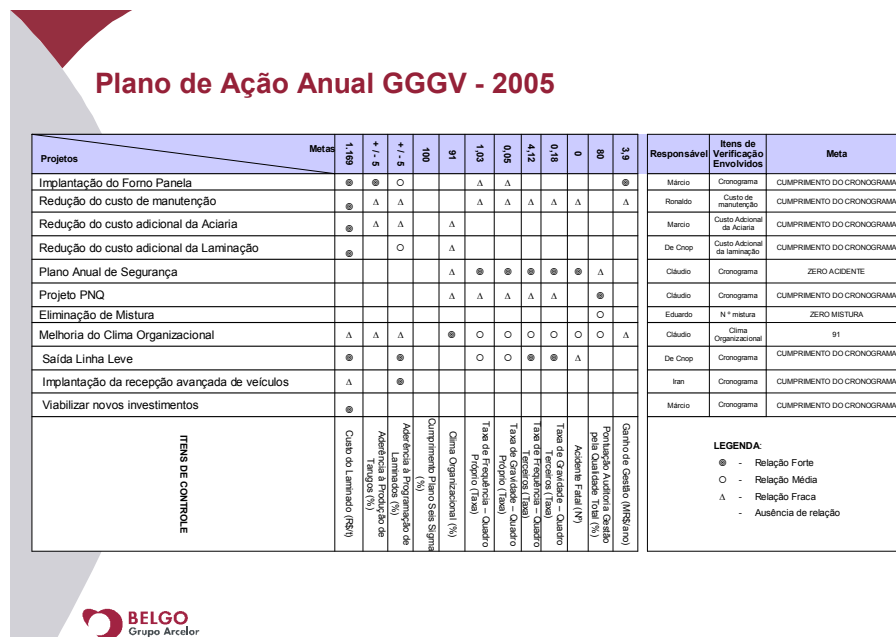 Plano de Ação Anual GGGV - 2005
Metas
Projetos
1.169
+ / - 5
+ / - 5
100
91
1,03
0,05
4,12
0,18
0
80
3,9
Responsável
Itens de
Verificação
Envolvidos
Meta
Implantação do Forno Panela ⊚ ⊚ O Δ Δ ⊚ Márcio Cronograma CUMPRIMENTO DO CRONOGRAMA
Redução do custo de manutenção ⊚ Δ Δ Δ Δ Δ Δ Δ Δ Ronaldo Custo de
manutenção CUMPRIMENTO DO CRONOGRAMA
Redução do custo adicional da Aciaria ⊚ Δ Δ Δ Marcio Custo Adcional
da Aciaria CUMPRIMENTO DO CRONOGRAMA
Redução do custo adicional da Laminação ⊚ O Δ De Cnop Custo Adcional
da laminação CUMPRIMENTO DO CRONOGRAMA
Plano Anual de Segurança Δ ⊚ ⊚ ⊚ ⊚ ⊚ Δ Cláudio Cronograma ZERO ACIDENTE
Projeto PNQ Δ Δ Δ Δ Δ ⊚ Cláudio Cronograma CUMPRIMENTO DO CRONOGRAMA
Eliminação de Mistura O Eduardo N º mistura ZERO MISTURA
Melhoria do Clima Organizacional Δ Δ Δ ⊚ O O O O O O Δ Cláudio Clima
Organizacional 91
Saída Linha Leve ⊚ ⊚ O O ⊚ ⊚ Δ De Cnop Cronograma CUMPRIMENTO DO CRONOGRAMA
Implantação da recepção avançada de veículos Δ ⊚ Iran Cronograma CUMPRIMENTO DO CRONOGRAMA
Viabilizar novos investimentos ⊚ Márcio Cronograma CUMPRIMENTO DO CRONOGRAMA
ITENS DE CONTROLE
Custo do Laminado (R$/t)
Aderência à Produção de
Tarugos (%)
Aderência à Programação de
Laminados (%)
Cumprimento Plano Seis Sigma
(%)
Clima Organizacional (%)
Taxa de Frequência – Quadro
Próprio (Taxa)
Taxa de Gravidade – Quadro
Próprio (Taxa)
Taxa de Frequência – Quadro
Terceiros (Taxa)
Taxa de Gravidade – Quadro
Terceiros (Taxa)
Acidente Fatal (Nº)
Pontuação Auditoria Gestão
pela Qualidade Total (%)
Ganho de Gestão (MR$/ano)
LEGENDA:
⊚ - Relação Forte
O - Relação Média
Δ - Relação Fraca
- Ausência de relação
BELGO
Grupo Arcelor